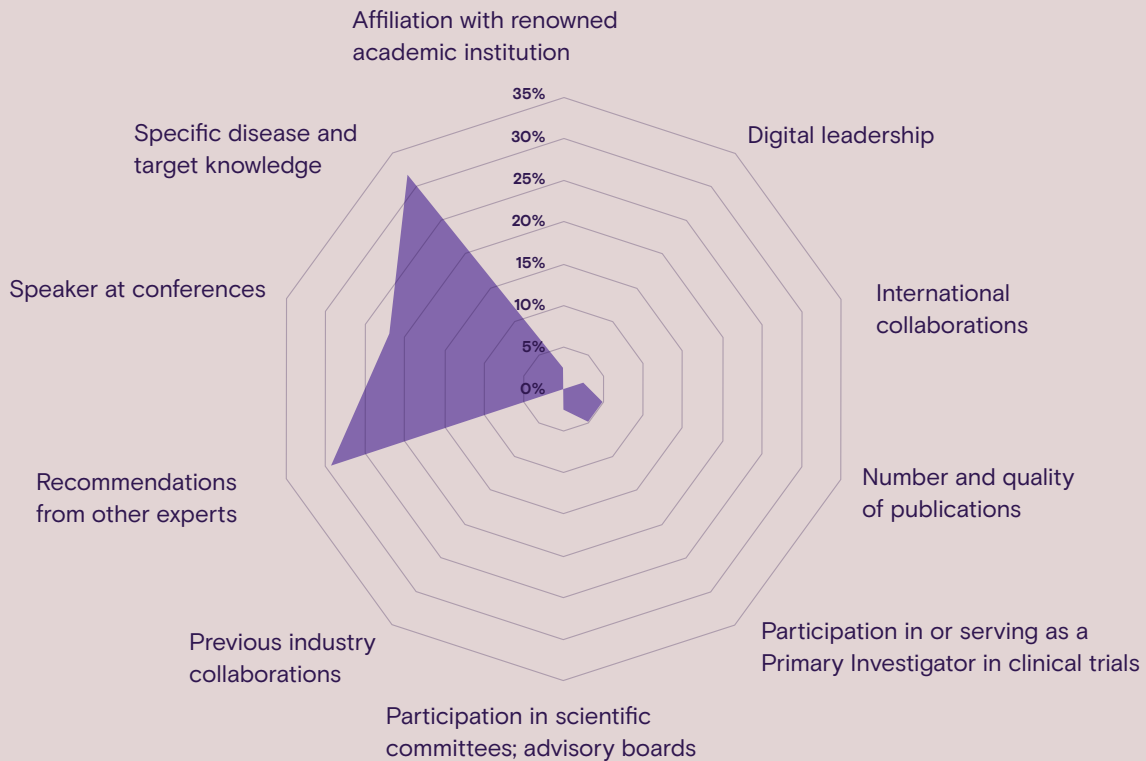 Affiliation with renowned
academic institution
35%
30%
25%
20%
15%
10%
5%
0%
Digital leadership
International
collaborations
Number and quality
of publications
Participation in or serving as a
Primary Investigator in clinical trials
Participation in scientific
committees; advisory boards
Previous industry
collaborations
Recommendations
from other experts
Speaker at conferences
Specific disease and
target knowledge